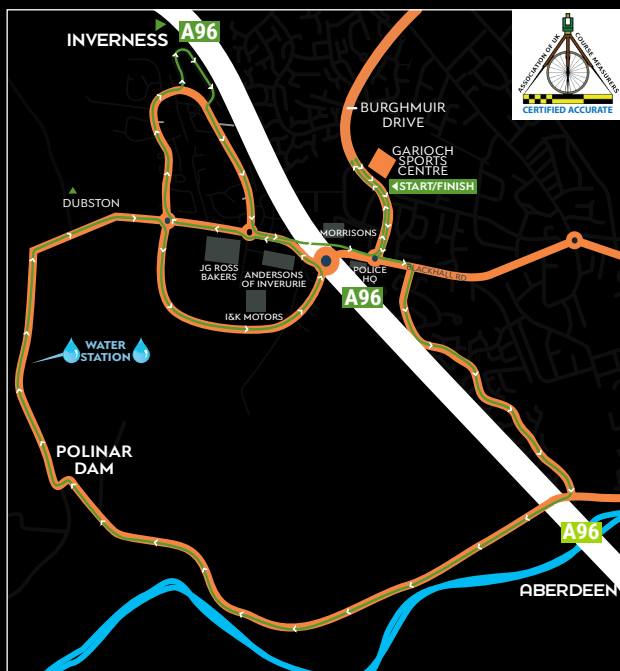 INVERNESS
A96
ASSOCIATION OF UK
COURSE MEASURERS
CERTIFIED ACCURATE
BURGHMUIR
DRIVE
GARIOCH
SPORTS
CENTRE
START/FINISH
DUBSTON
MORRISONS
JG ROSS
BAKERS
ANDERSONS
OF INVERURIE
POLICE
HQ
BLACKHALL RD
A96
I&K MOTORS
WATER
STATION
POLINAR
DAM
A96
ABERDEEN